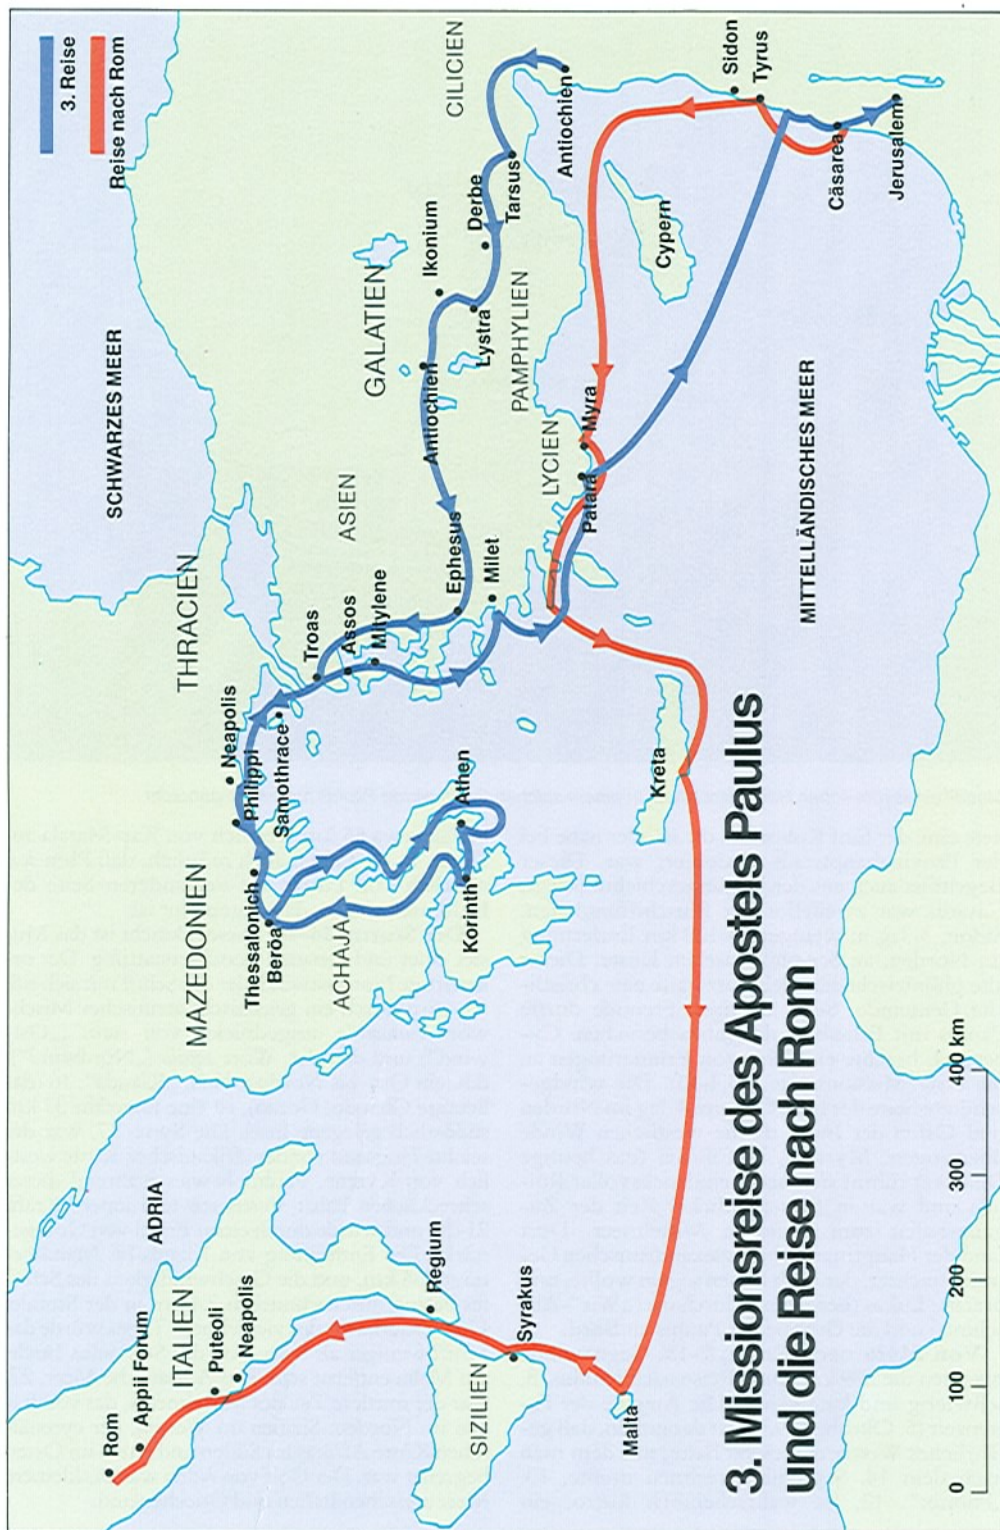 3. Missionsreise des Apostels Paulus
und die Reise nach Rom
3. Reise
Reise nach Rom
SCHWARZES MEER
THRACIEN
MAZEDONIEN
ADRIA
ITALIEN
Rom
Appii Forum
Puteoli
Neapolis
Regium
SIZILIEN
Syrakus
Malta
Neapolis
Philippi
Samothrace
Thessalonich
Beröa
ACHAJA
Athen
Korinth
Troas
Assos
Mitylene
ASIEN
Ephesus
Milet
GALATIEN
Antiochien
Ikonium
Lystra
Derbe
CILICIEN
Tarsus
Antiochien
PAMPHYLIEN
LYCIEN
Myra
Patara
Cypern
Kreta
Sidon
Tyrus
Cäsarea
Jerusalem
MITTELLÄNDISCHES MEER
0 100 200 300 400 km